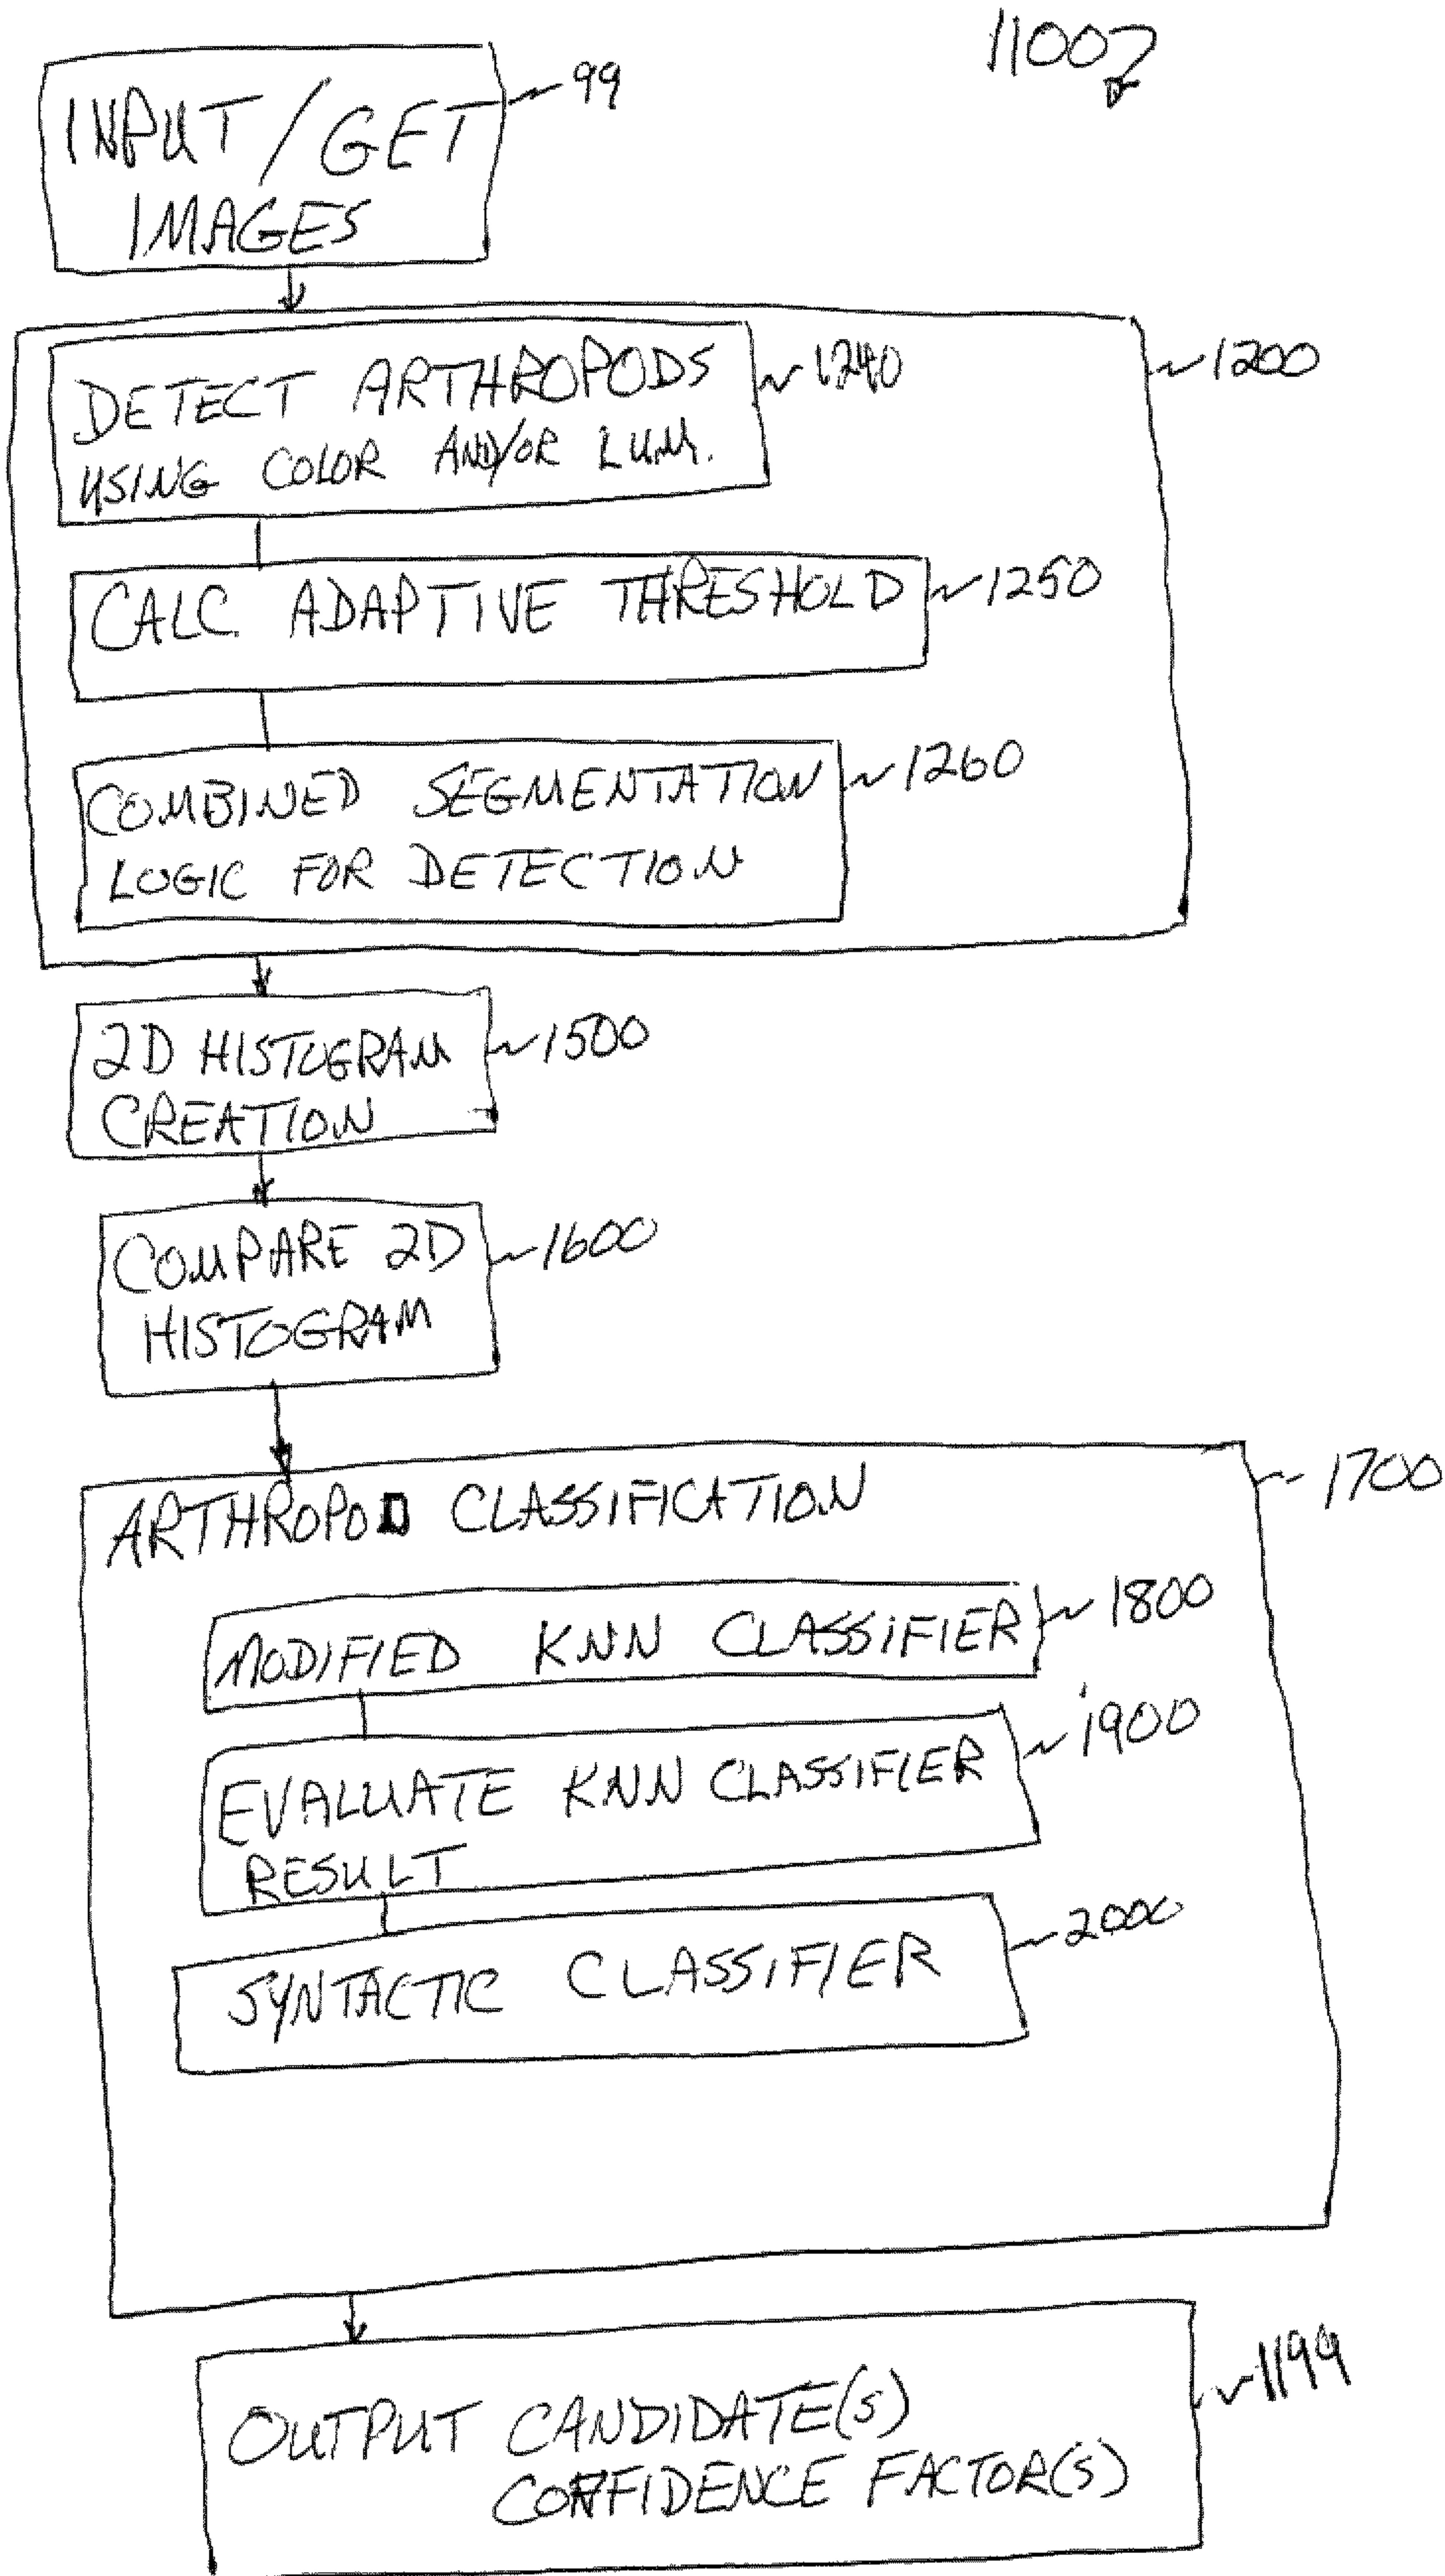 1100
INPUT/GET
IMAGES
99
DETECT ARTHROPODS
USING COLOR AND/OR LUM.
1240
1200
CALC ADAPTIVE THRESHOLD
1250
COMBINED SEGMENTATION
LOGIC FOR DETECTION
1260
2D HISTOGRAM
CREATION
1500
COMPARE 2D
HISTOGRAM
1600
ARTHROPOD CLASSIFICATION
1700
MODIFIED KNN CLASSIFIER
1800
EVALUATE KNN CLASSIFIER
RESULT
1900
SYNTACTIC CLASSIFIER
2000
OUTPUT CANDIDATE(S)
CONFIDENCE FACTOR(S)
1199